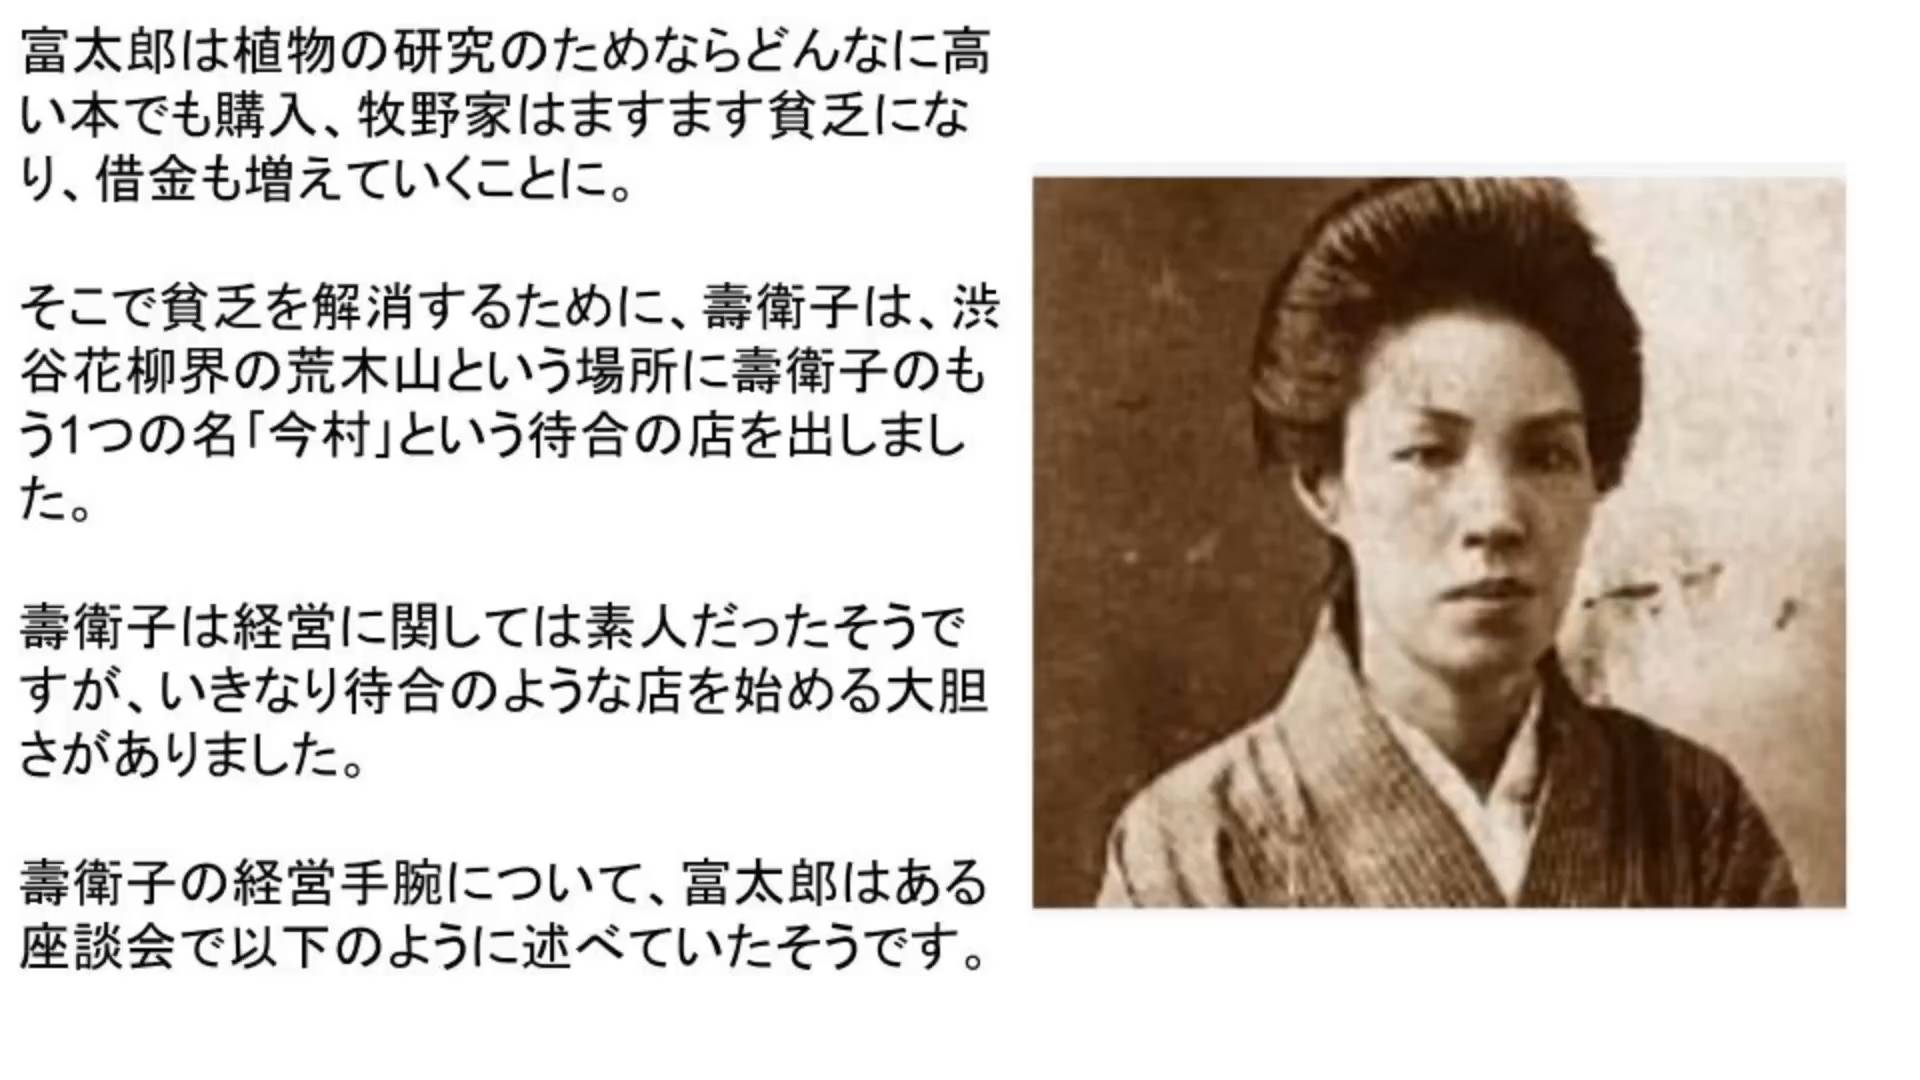 富太郎は植物の研究のためならどんなに高
い本でも購入、牧野家はますます貧乏にな
り、借金も増えていくことに。
そこで貧乏を解消するために、壽衛子は、渋
谷花柳界の荒木山という場所に壽衛子のも
う1つの名｢今村｣という待合の店を出しまし
た。
壽衛子は経営に関しては素人だったそうで
すが、いきなり待合のような店を始める大胆
さがありました。
壽衛子の経営手腕について、富太郎はある
座談会で以下のように述べていたそうです。